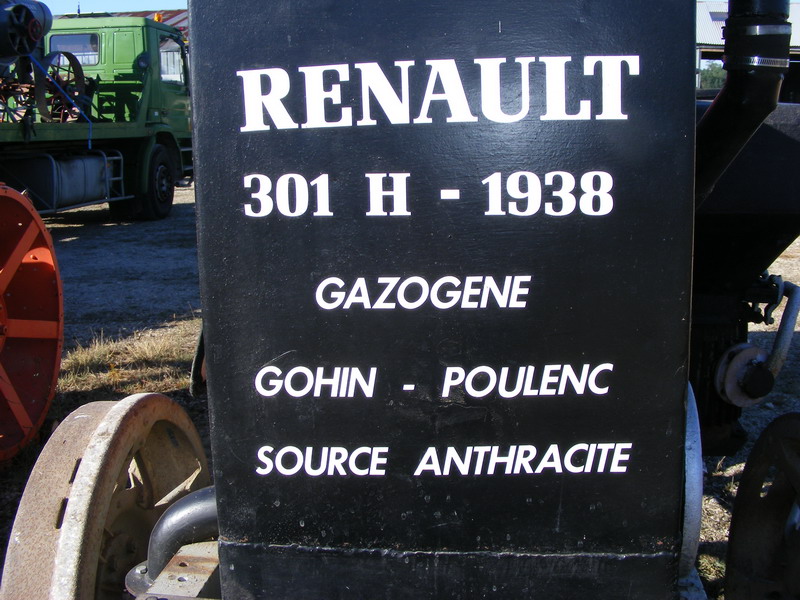 RENAULT
301 H - 1938
GAZOGENE
GOHIN - POULENC
SOURCE ANTHRACITE